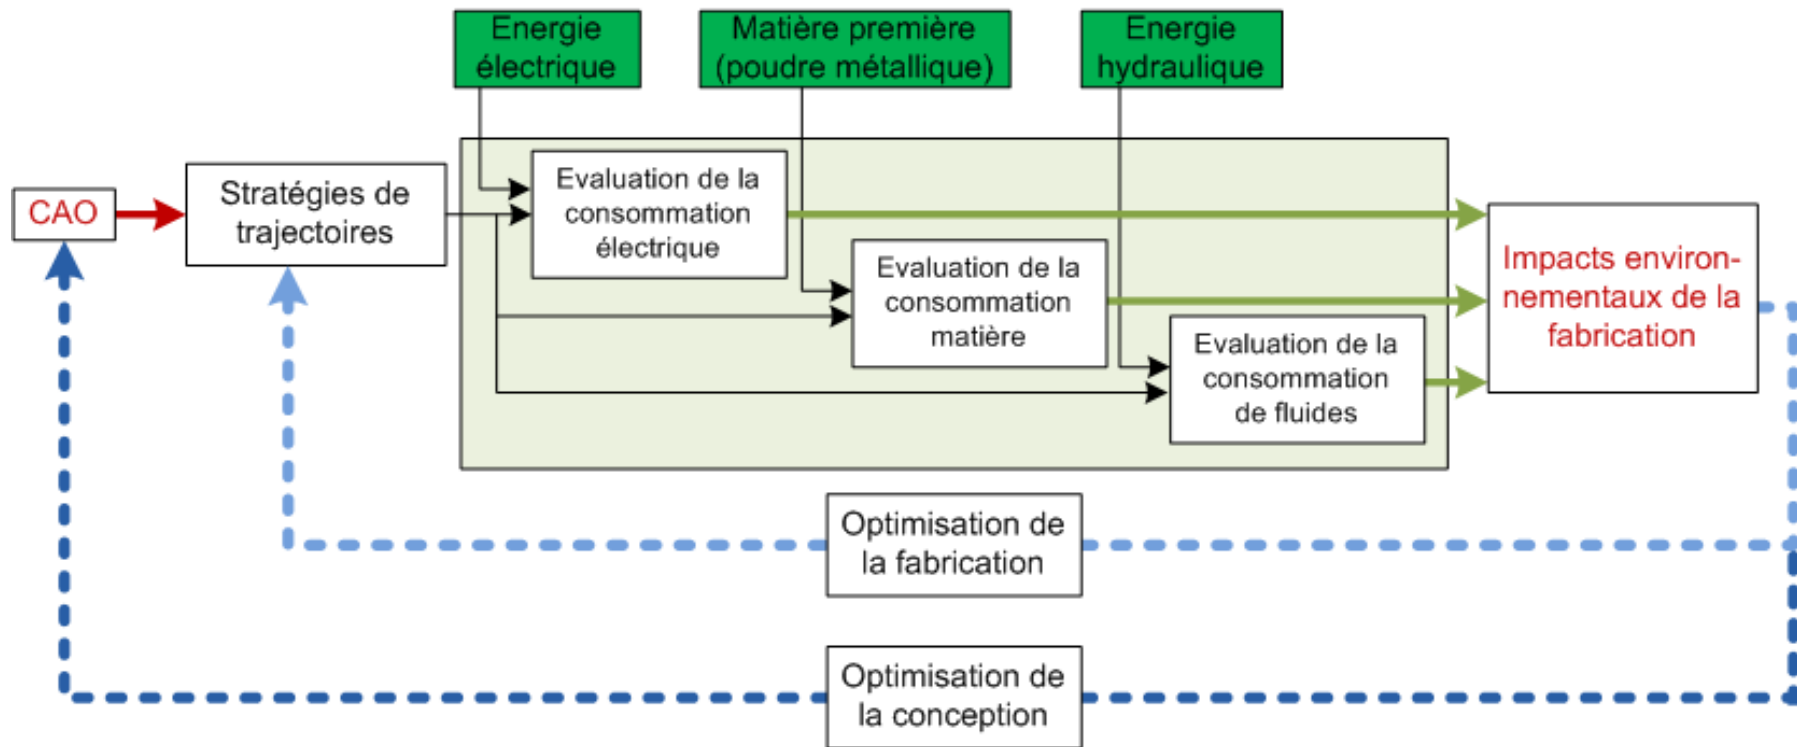 Energie
électrique
Matière première
(poudre métallique)
Energie
hydraulique
CAO
Stratégies de
trajectoires
Evaluation de la
consommation
électrique
Evaluation de la
consommation
matière
Evaluation de la
consommation
de fluides
Impacts environ-
nementaux de la
fabrication
Optimisation de
la fabrication
Optimisation de
la conception